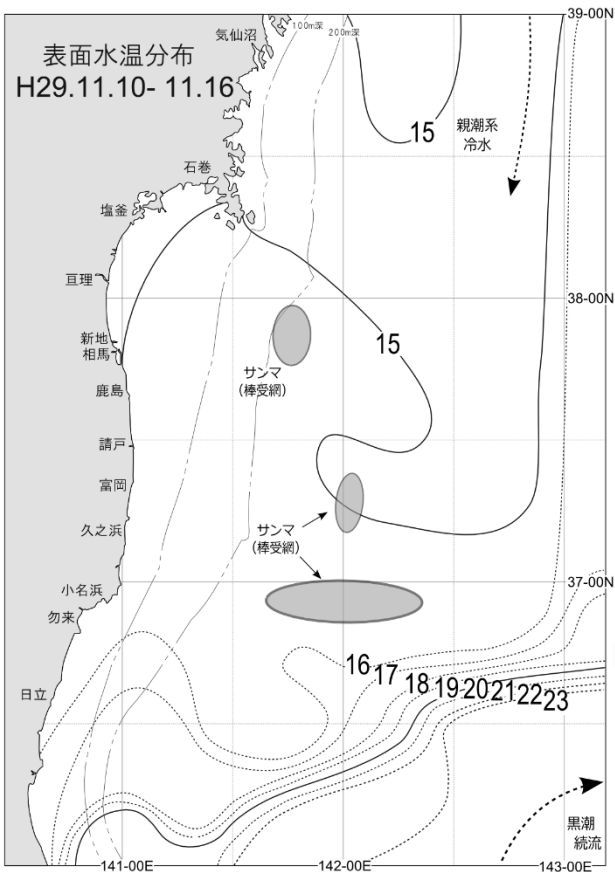 表面水温分布
H29.11.10- 11.16
気仙沼
100m深
200m深
39-00N
15
親潮系
冷水
石巻
塩釜
亘理
38-00N
新地
相馬
15
サンマ
(棒受網)
鹿島
請戸
富岡
久之浜
サンマ
(棒受網)
37-00N
小名浜
勿来
日立
16
17
18
19
20
21
22
23
黒潮
続流
141-00E
142-00E
143-00E